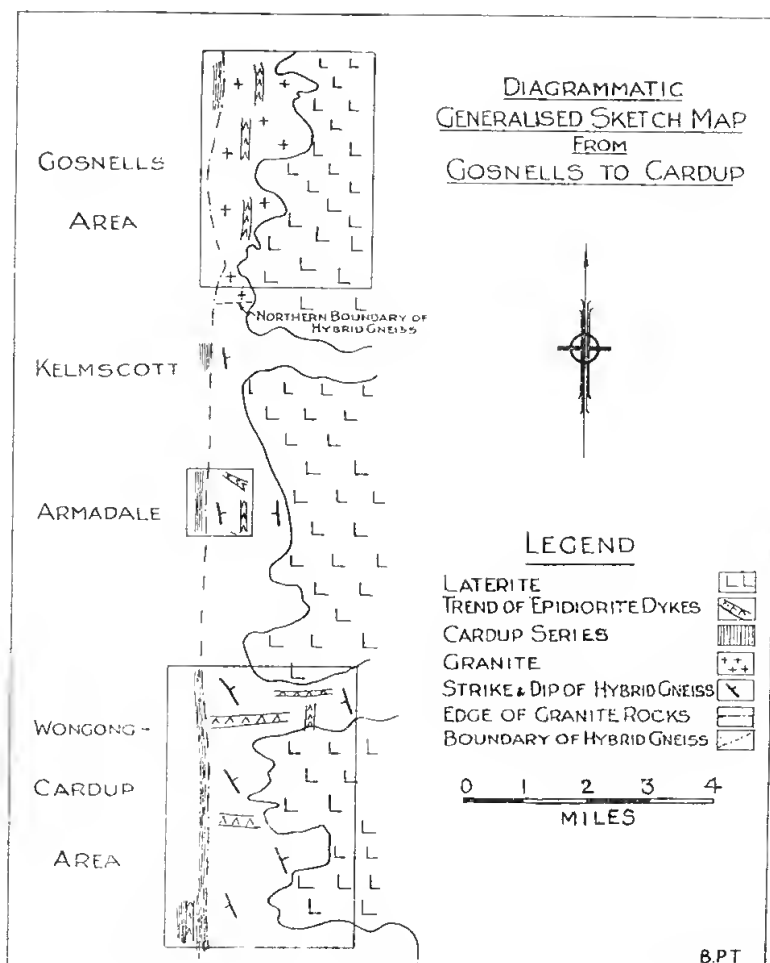 DIAGRAMMATIC
GENERALISED SKETCH MAP
FROM
GOSNELLS TO CARDUP
GOSNELLS
AREA
NORTHERN BOUNDARY OF
HYBRID GNEISS
KELMSCOTT
ARMADALE
WONGONG-
CARDUP
AREA
LEGEND
LATERITE
TREND OF EPIDIORITE DYKES
CARDUP SERIES
GRANITE
STRIKE & DIP OF HYBRID GNEISS
EDGE OF GRANITE ROCKS
BOUNDARY OF HYBRID GNEISS
0 1 2 3 4
MILES
B.P.T